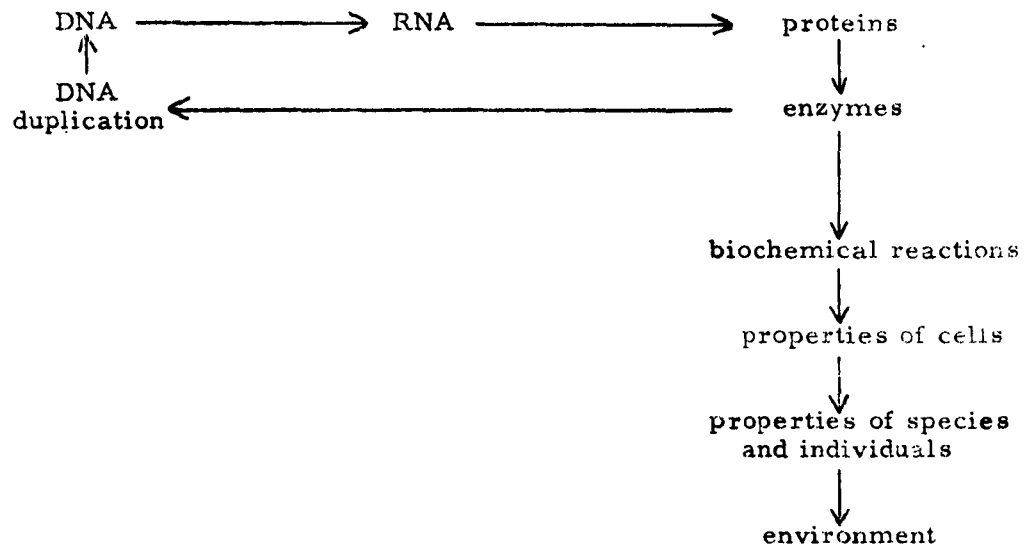 DNA RNA proteins
DNA
duplication enzymes
biochemical reactions
properties of cells
properties of species
and individuals
environment